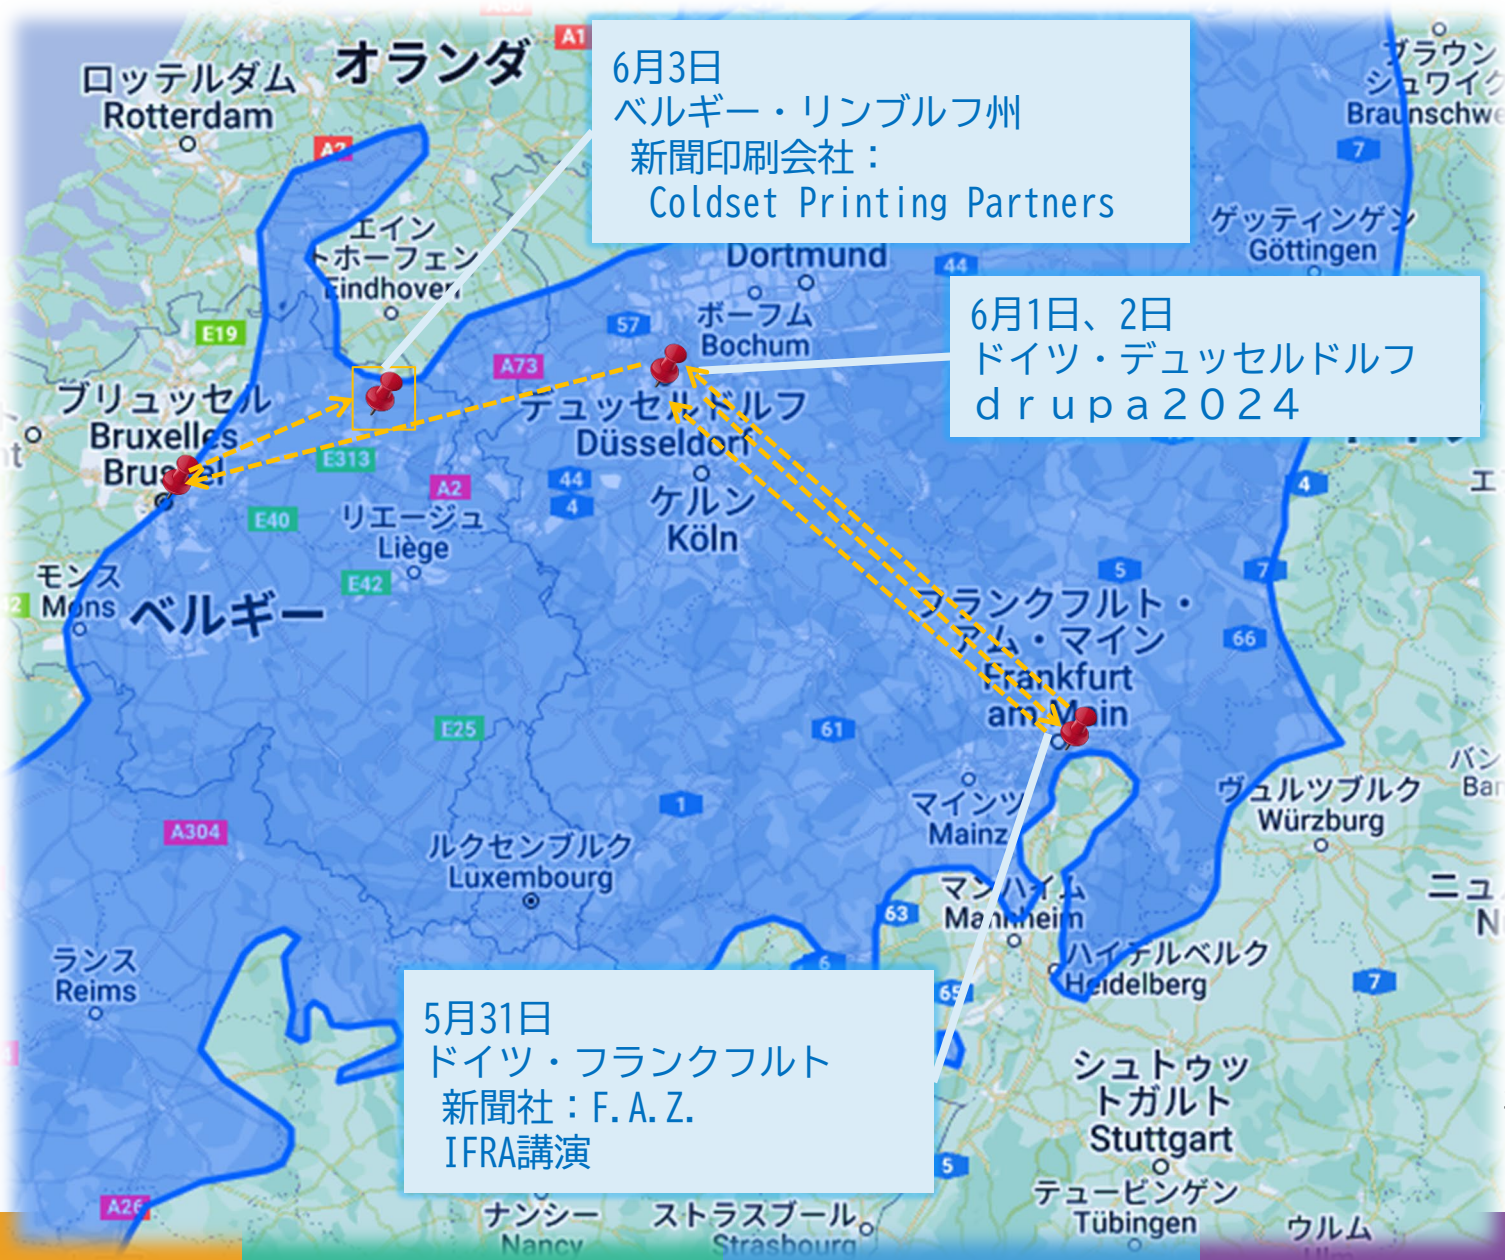 オランダ
ロッテルダム
Rotterdam
A1
A2
6月3日
ベルギー・リンブルフ州
新聞印刷会社：
Coldset Printing Partners
7
エイン
トホーフェン
Eindhoven
ゲッティンゲン
Göttingen
Dortmund
44
ボーフム
Bochum
57
E19
A73
6月1日、2日
ドイツ・デュッセルドルフ
ｄｒｕｐａ２０２４
ブリュッセル
Bruxelles
Brussel
デュッセルドルフ
Düsseldorf
E313
A2
44
4
4
ケルン
Köln
E40
リエージュ
Liège
E42
モンス
Mons
ベルギー
5
7
フランクフルト・
アム・マイン
Frankfurt
am Main
66
E25
61
1
A304
マインツ
Mainz
ヴュルツブルク
Würzburg
ルクセンブルク
Luxembourg
マンハイム
Mannheim
63
ハイデルベルク
Heidelberg
ランス
Reims
6
65
7
5月31日
ドイツ・フランクフルト
新聞社：F.A.Z.
IFRA講演
シュトゥッ
トガルト
Stuttgart
5
A26
ナンシー
Nancy
ストラスブール
Strasbourg
テュービンゲン
Tübingen
ウルム